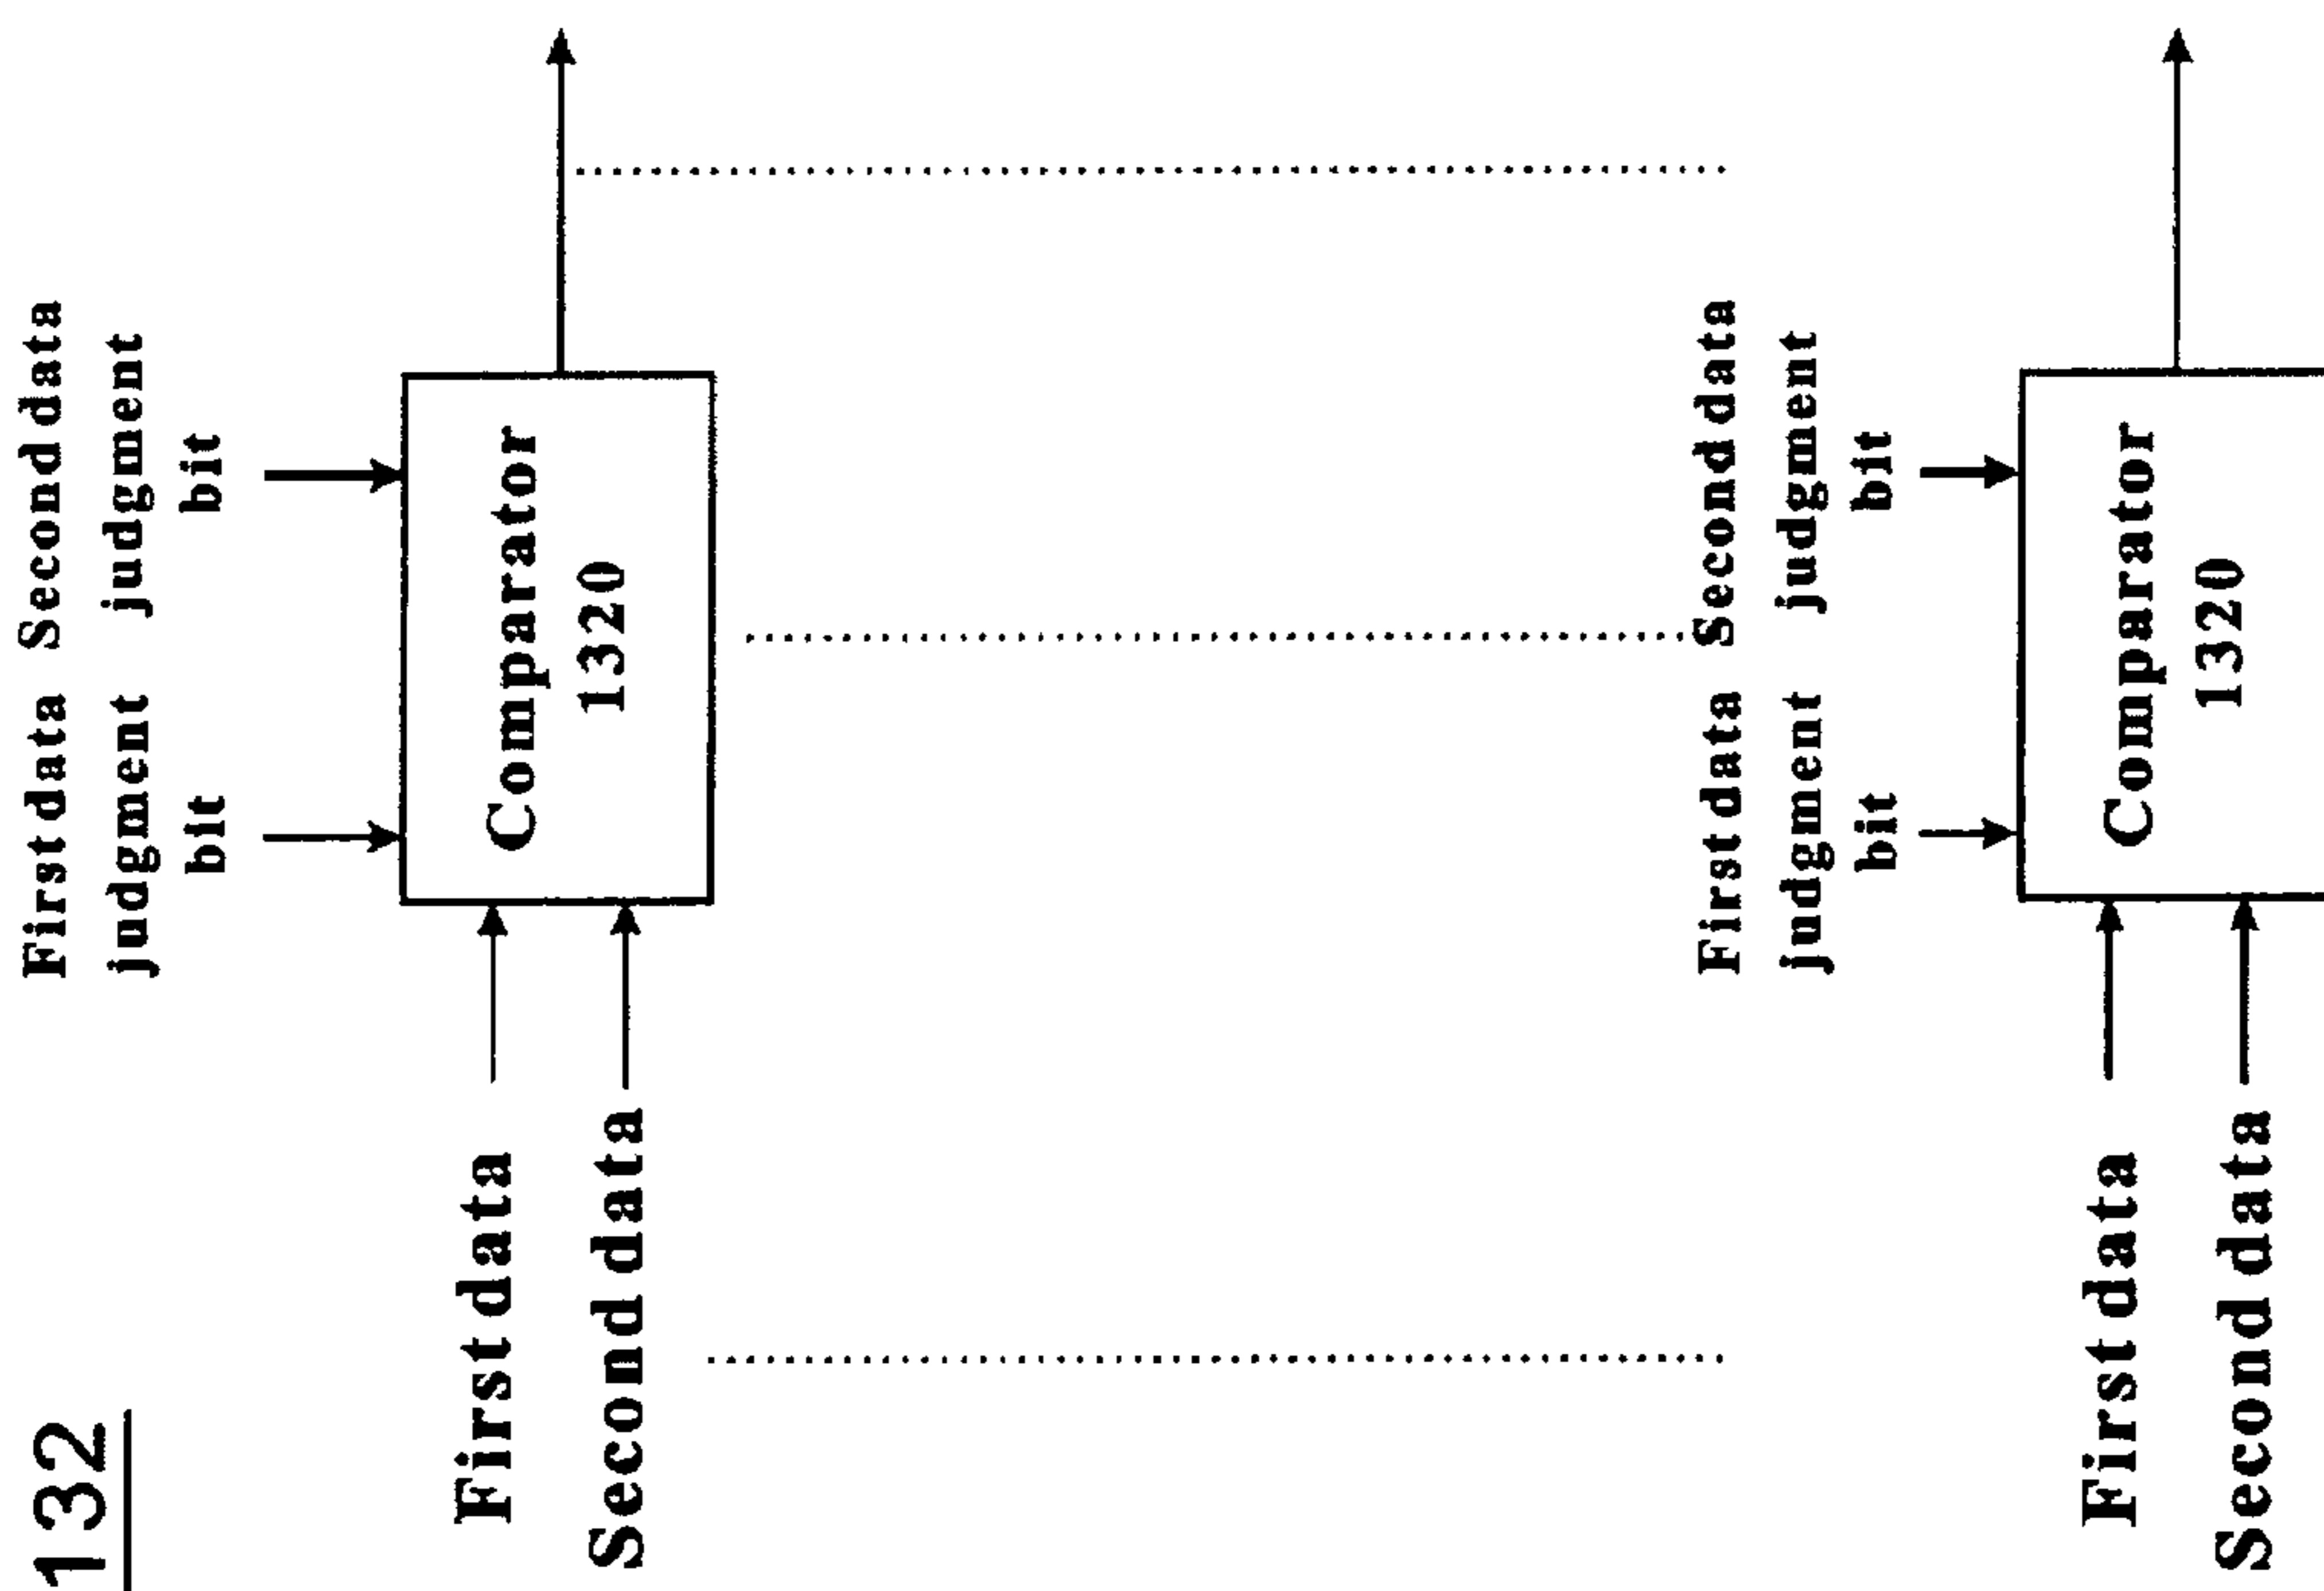 132
First data Second data
judgment judgment
bit bit
Comparator
1320
First data
Second data
First data Second data
judgment judgment
bit bit
Comparator
1320
First data
Second data